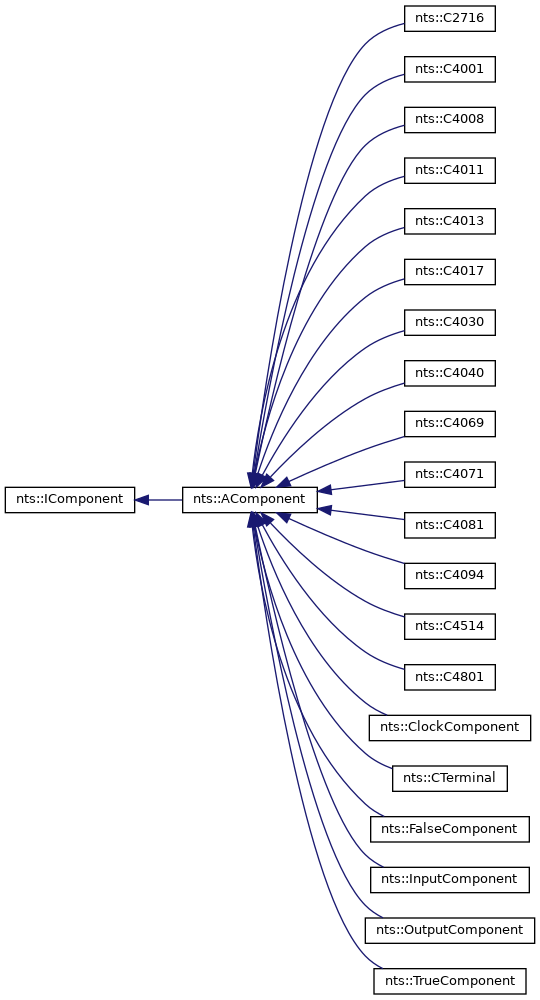 nts::C2716
nts::C4001
nts::C4008
nts::C4011
nts::C4013
nts::C4017
nts::C4030
nts::C4040
nts::C4069
nts::C4071
nts::IComponent
nts::AComponent
nts::C4081
nts::C4094
nts::C4514
nts::C4801
nts::ClockComponent
nts::CTerminal
nts::FalseComponent
nts::InputComponent
nts::OutputComponent
nts::TrueComponent